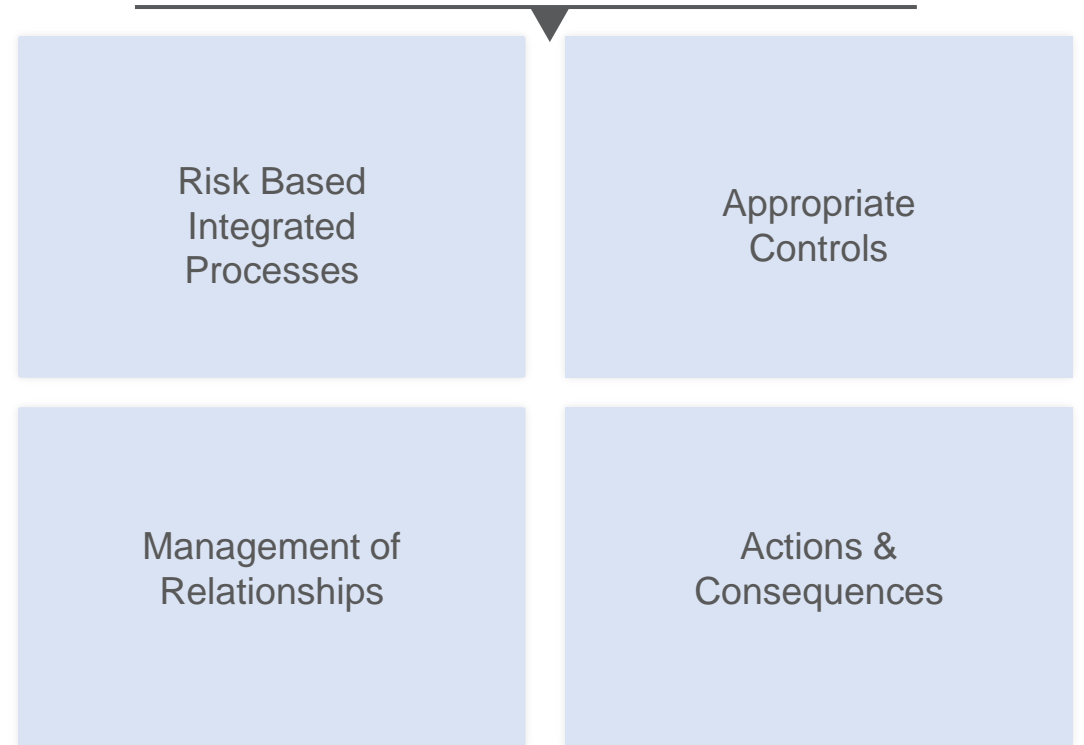 Risk Based
Integrated
Processes
Appropriate
Controls
Management of
Relationships
Actions &
Consequences